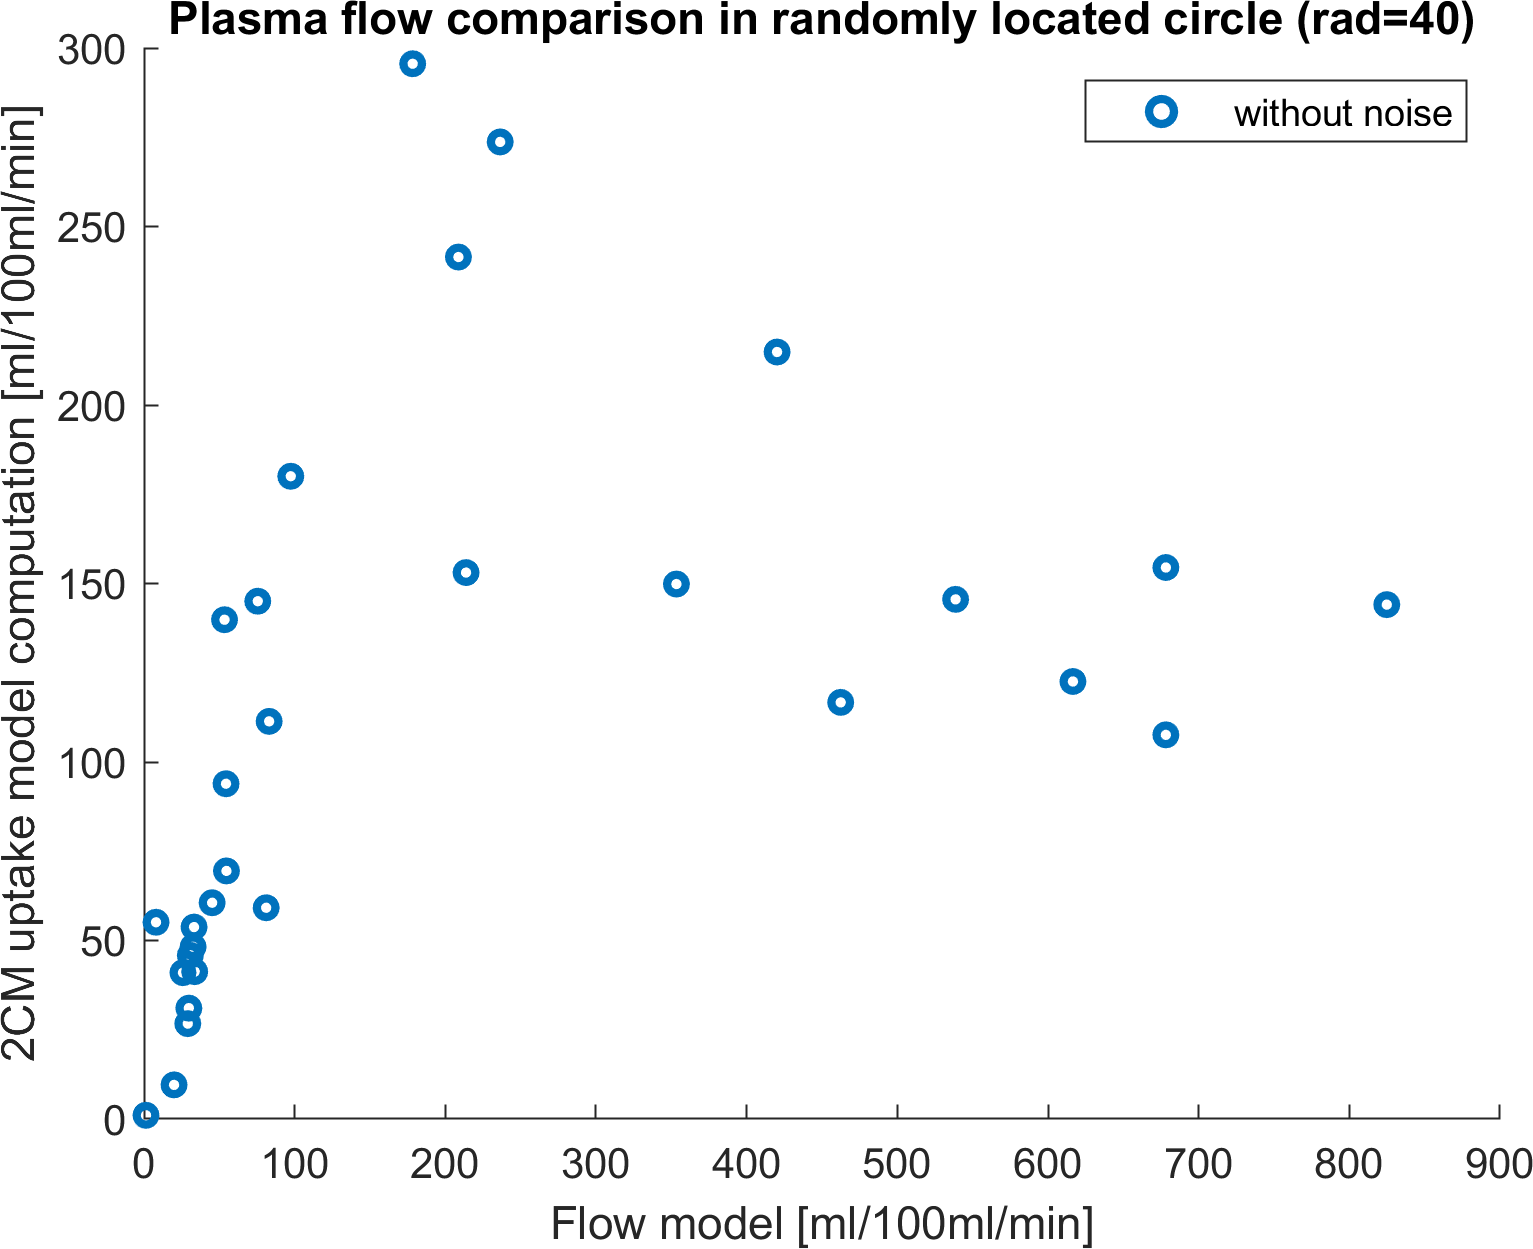 Plasma flow comparison in randomly located circle (rad=40)
without noise
2CM uptake model computation [ml/100ml/min]
300
250
200
150
100
50
0
0 100 200 300 400 500 600 700 800 900
Flow model [ml/100ml/min]